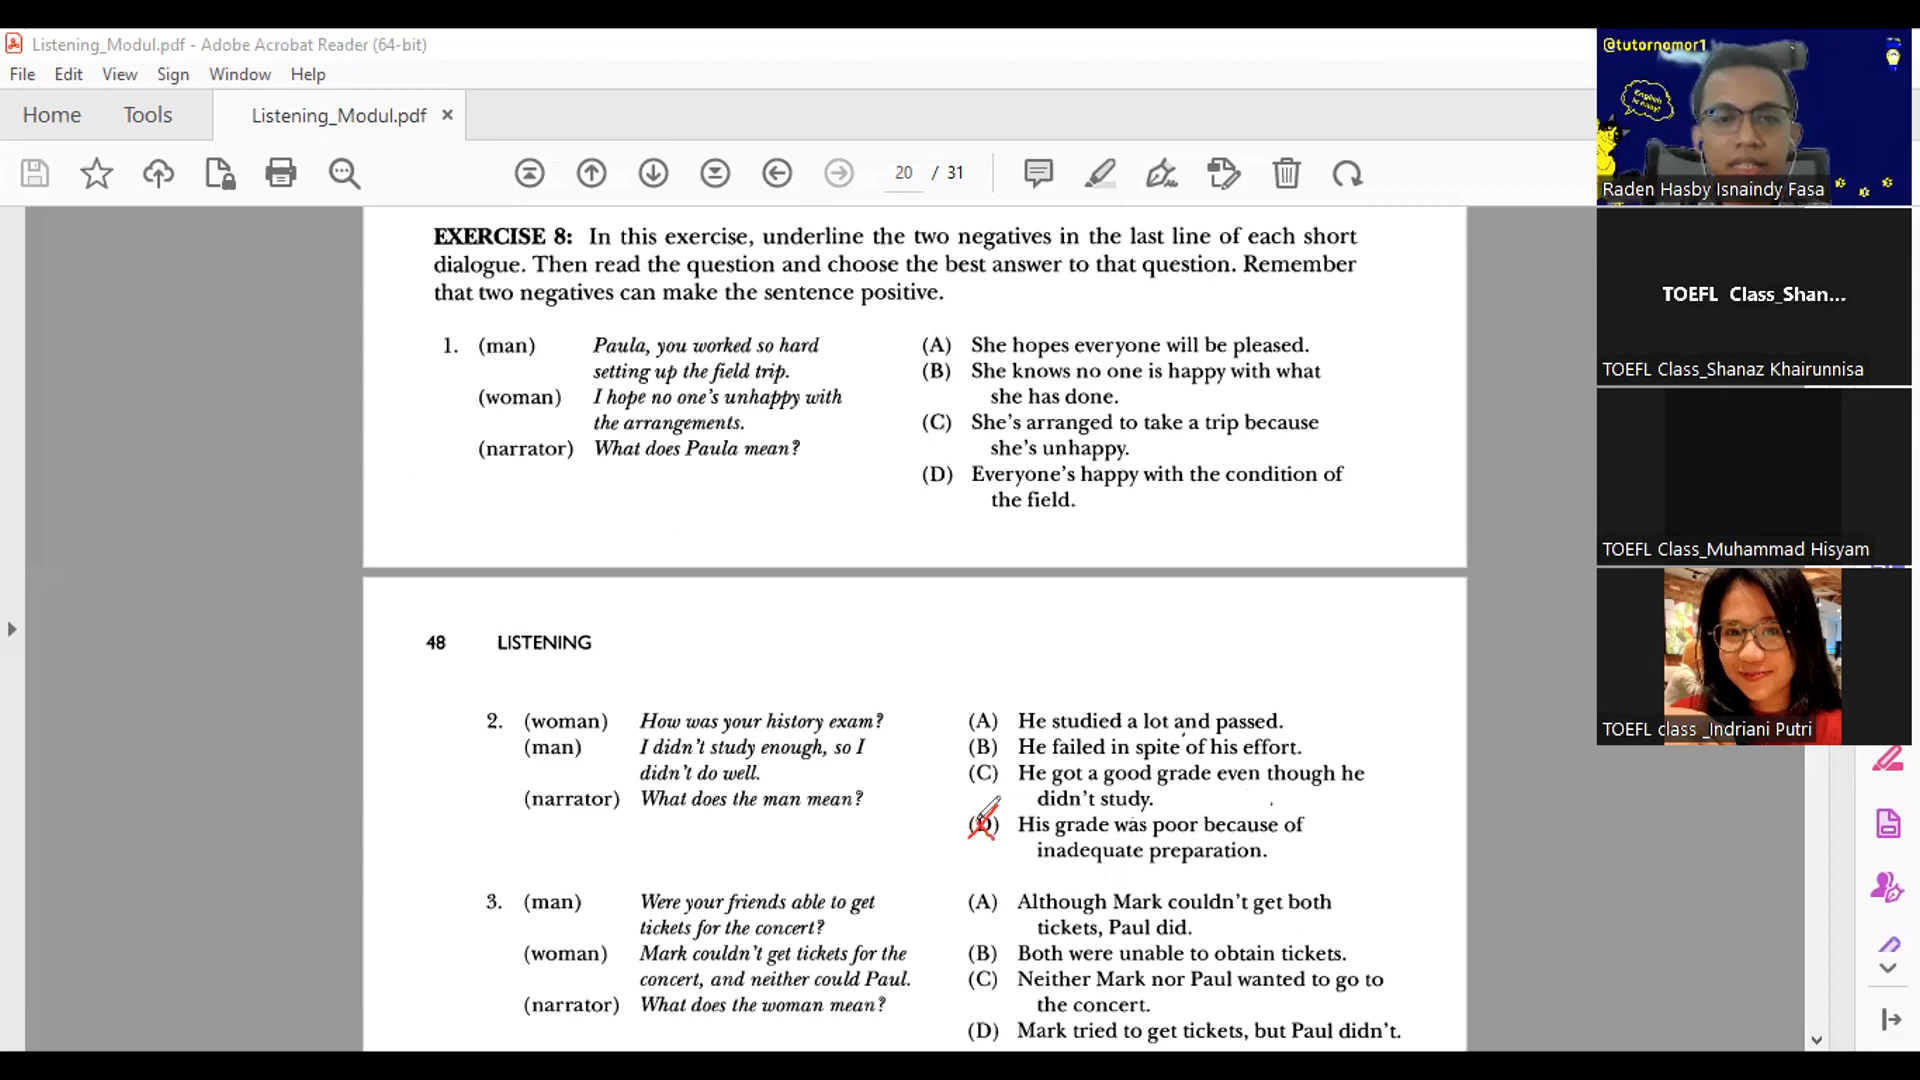 Listening_Modul.pdf - Adobe Acrobat Reader (64-bit)
File Edit View Sign Window Help
Home Tools Listening_Modul.pdf ×
20 / 31
EXERCISE 8: In this exercise, underline the two negatives in the last line of each short
dialogue. Then read the question and choose the best answer to that question. Remember
that two negatives can make the sentence positive.
1. (man) Paula, you worked so hard
setting up the field trip.
(woman) I hope no one's unhappy with
the arrangements.
(narrator) What does Paula mean?
(A) She hopes everyone will be pleased.
(B) She knows no one is happy with what
she has done.
(C) She's arranged to take a trip because
she's unhappy.
(D) Everyone's happy with the condition of
the field.
48 LISTENING
2. (woman) How was your history exam?
(man) I didn't study enough, so I
didn't do well.
(narrator) What does the man mean?
(A) He studied a lot and passed.
(B) He failed in spite of his effort.
(C) He got a good grade even though he
didn't study.
(D) His grade was poor because of
inadequate preparation.
3. (man) Were your friends able to get
tickets for the concert?
(woman) Mark couldn't get tickets for the
concert, and neither could Paul.
(narrator) What does the woman mean?
(A) Although Mark couldn't get both
tickets, Paul did.
(B) Both were unable to obtain tickets.
(C) Neither Mark nor Paul wanted to go to
the concert.
(D) Mark tried to get tickets, but Paul didn't.
@tutornomor1
English is easy!
Raden Hasby Isnaindy Fasa
TOEFL Class_Shan...
TOEFL Class_Shanaz Khairunnisa
TOEFL Class_Muhammad Hisyam
TOEFL class _Indriani Putri